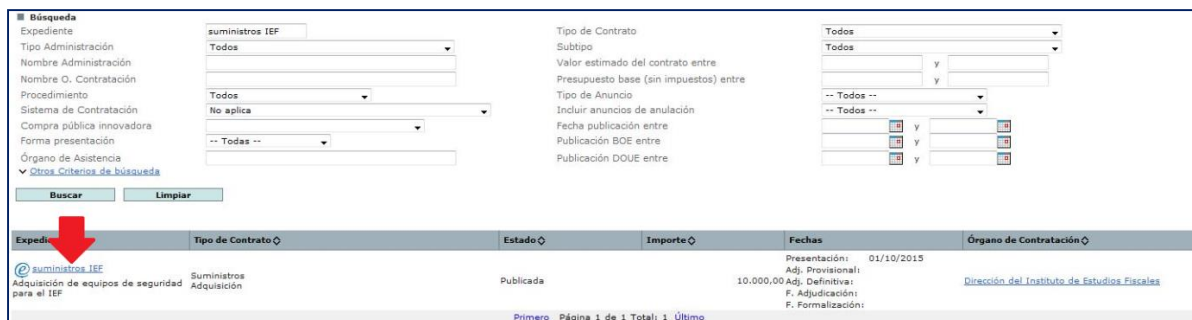 Búsqueda
Expediente suministros IEF Tipo de Contrato Todos
Tipo Administración Todos Subtipo Todos
Nombre Administración Valor estimado del contrato entre y
Nombre O. Contratación Presupuesto base (sin impuestos) entre y
Procedimiento Todos Tipo de Anuncio -- Todos --
Sistema de Contratación No aplica Incluir anuncios de anulación -- Todos --
Compra pública innovadora Fecha publicación entre y
Forma presentación -- Todas -- Publicación BOE entre y
Órgano de Asistencia Publicación DOUE entre y
Otros Criterios de búsqueda
Buscar Limpiar
Tipo de Contrato Estado Importe Fechas Órgano de Contratación
Presentación: 01/10/2015
suministros IEF Suministros Adj. Provisional:
Adquisición de equipos de seguridad Adquisición Publicada 10.000,00 Adj. Definitiva: Dirección del Instituto de Estudios Fiscales
para el IEF F. Adjudicación:
F. Formalización:
Primero Página 1 de 1 Total: 1 Último